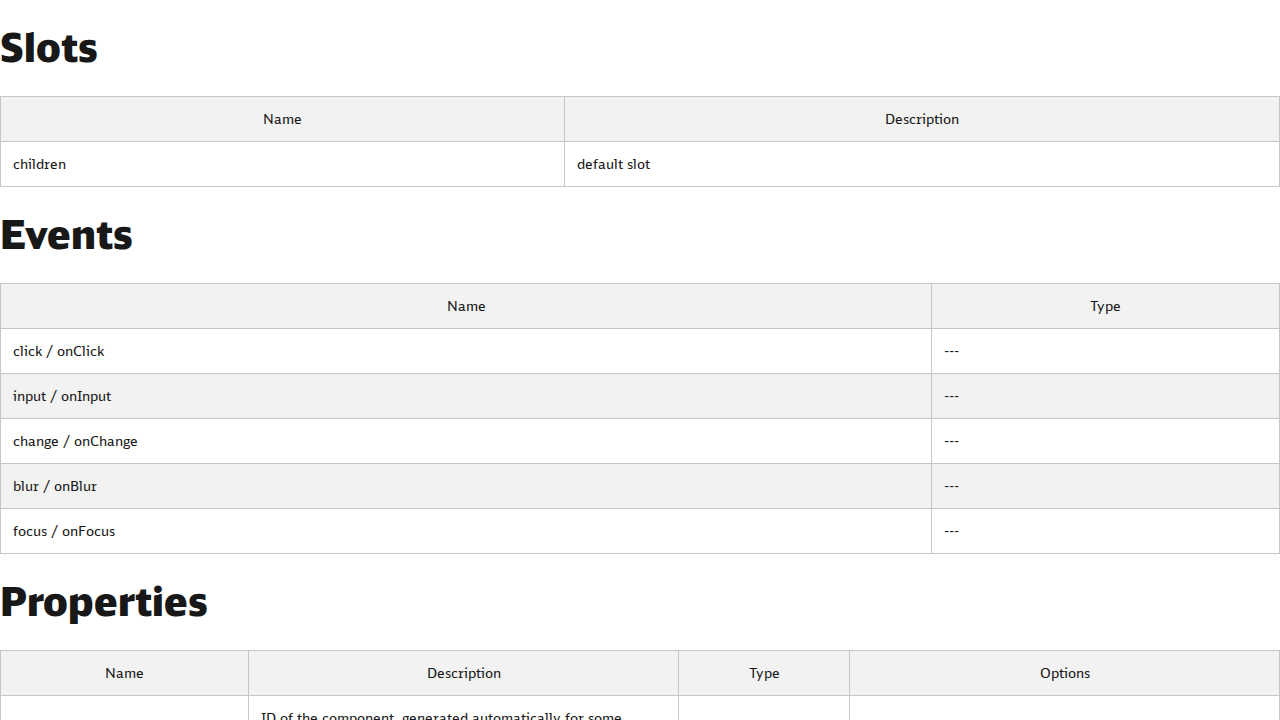 Slots
Name Description
children default slot
Events
Name Type
click / onClick ---
input / onInput ---
change / onChange ---
blur / onBlur ---
focus / onFocus ---
Properties
Name Description Type Options
ID of the component, generated automatically for some